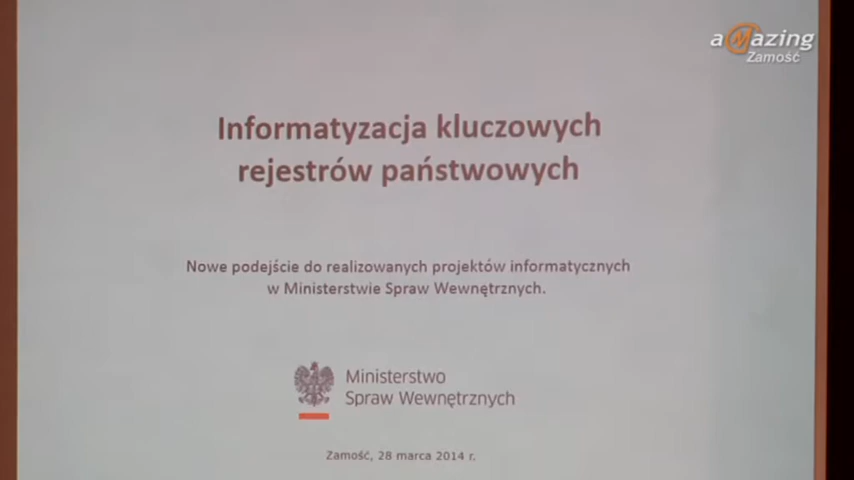 aMazing
Zamość
Informatyzacja kluczowych
rejestrów państwowych
Nowe podejście do realizowanych projektów informatycznych
w Ministerstwie Spraw Wewnętrznych.
Ministerstwo
Spraw Wewnętrznych
Zamość, 28 marca 2014 r.